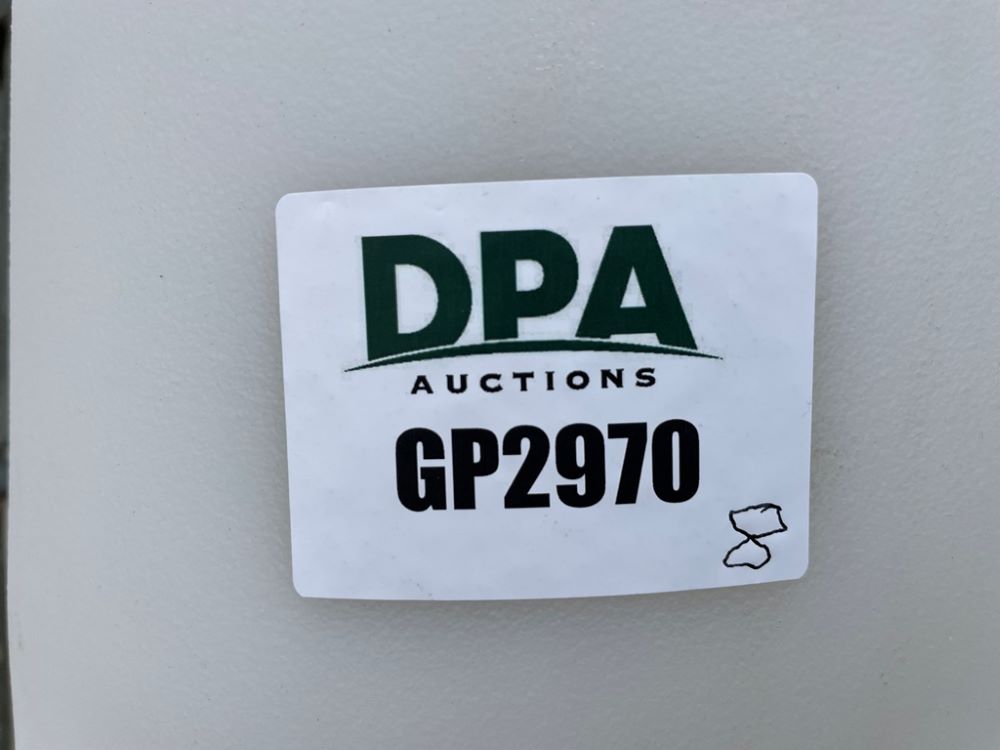 DPA
AUCTIONS
GP2970
8